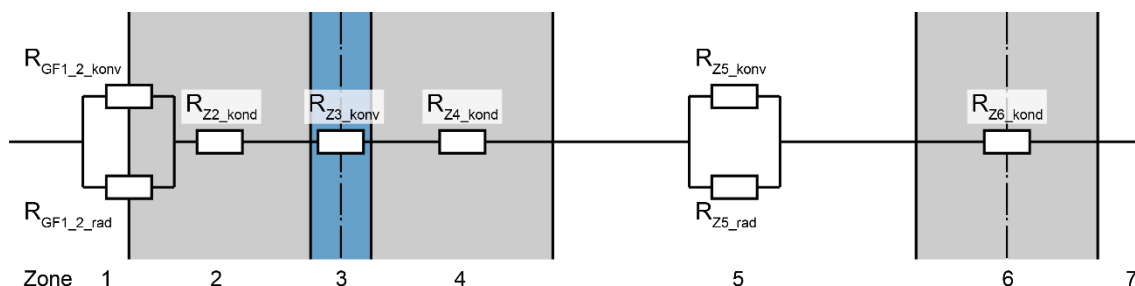 R_GF1_2_konv
R_Z2_kond
R_Z3_konv
R_Z4_kond
R_Z5_konv
R_Z6_kond
R_GF1_2_rad
R_Z5_rad
Zone 1 2 3 4 5 6 7